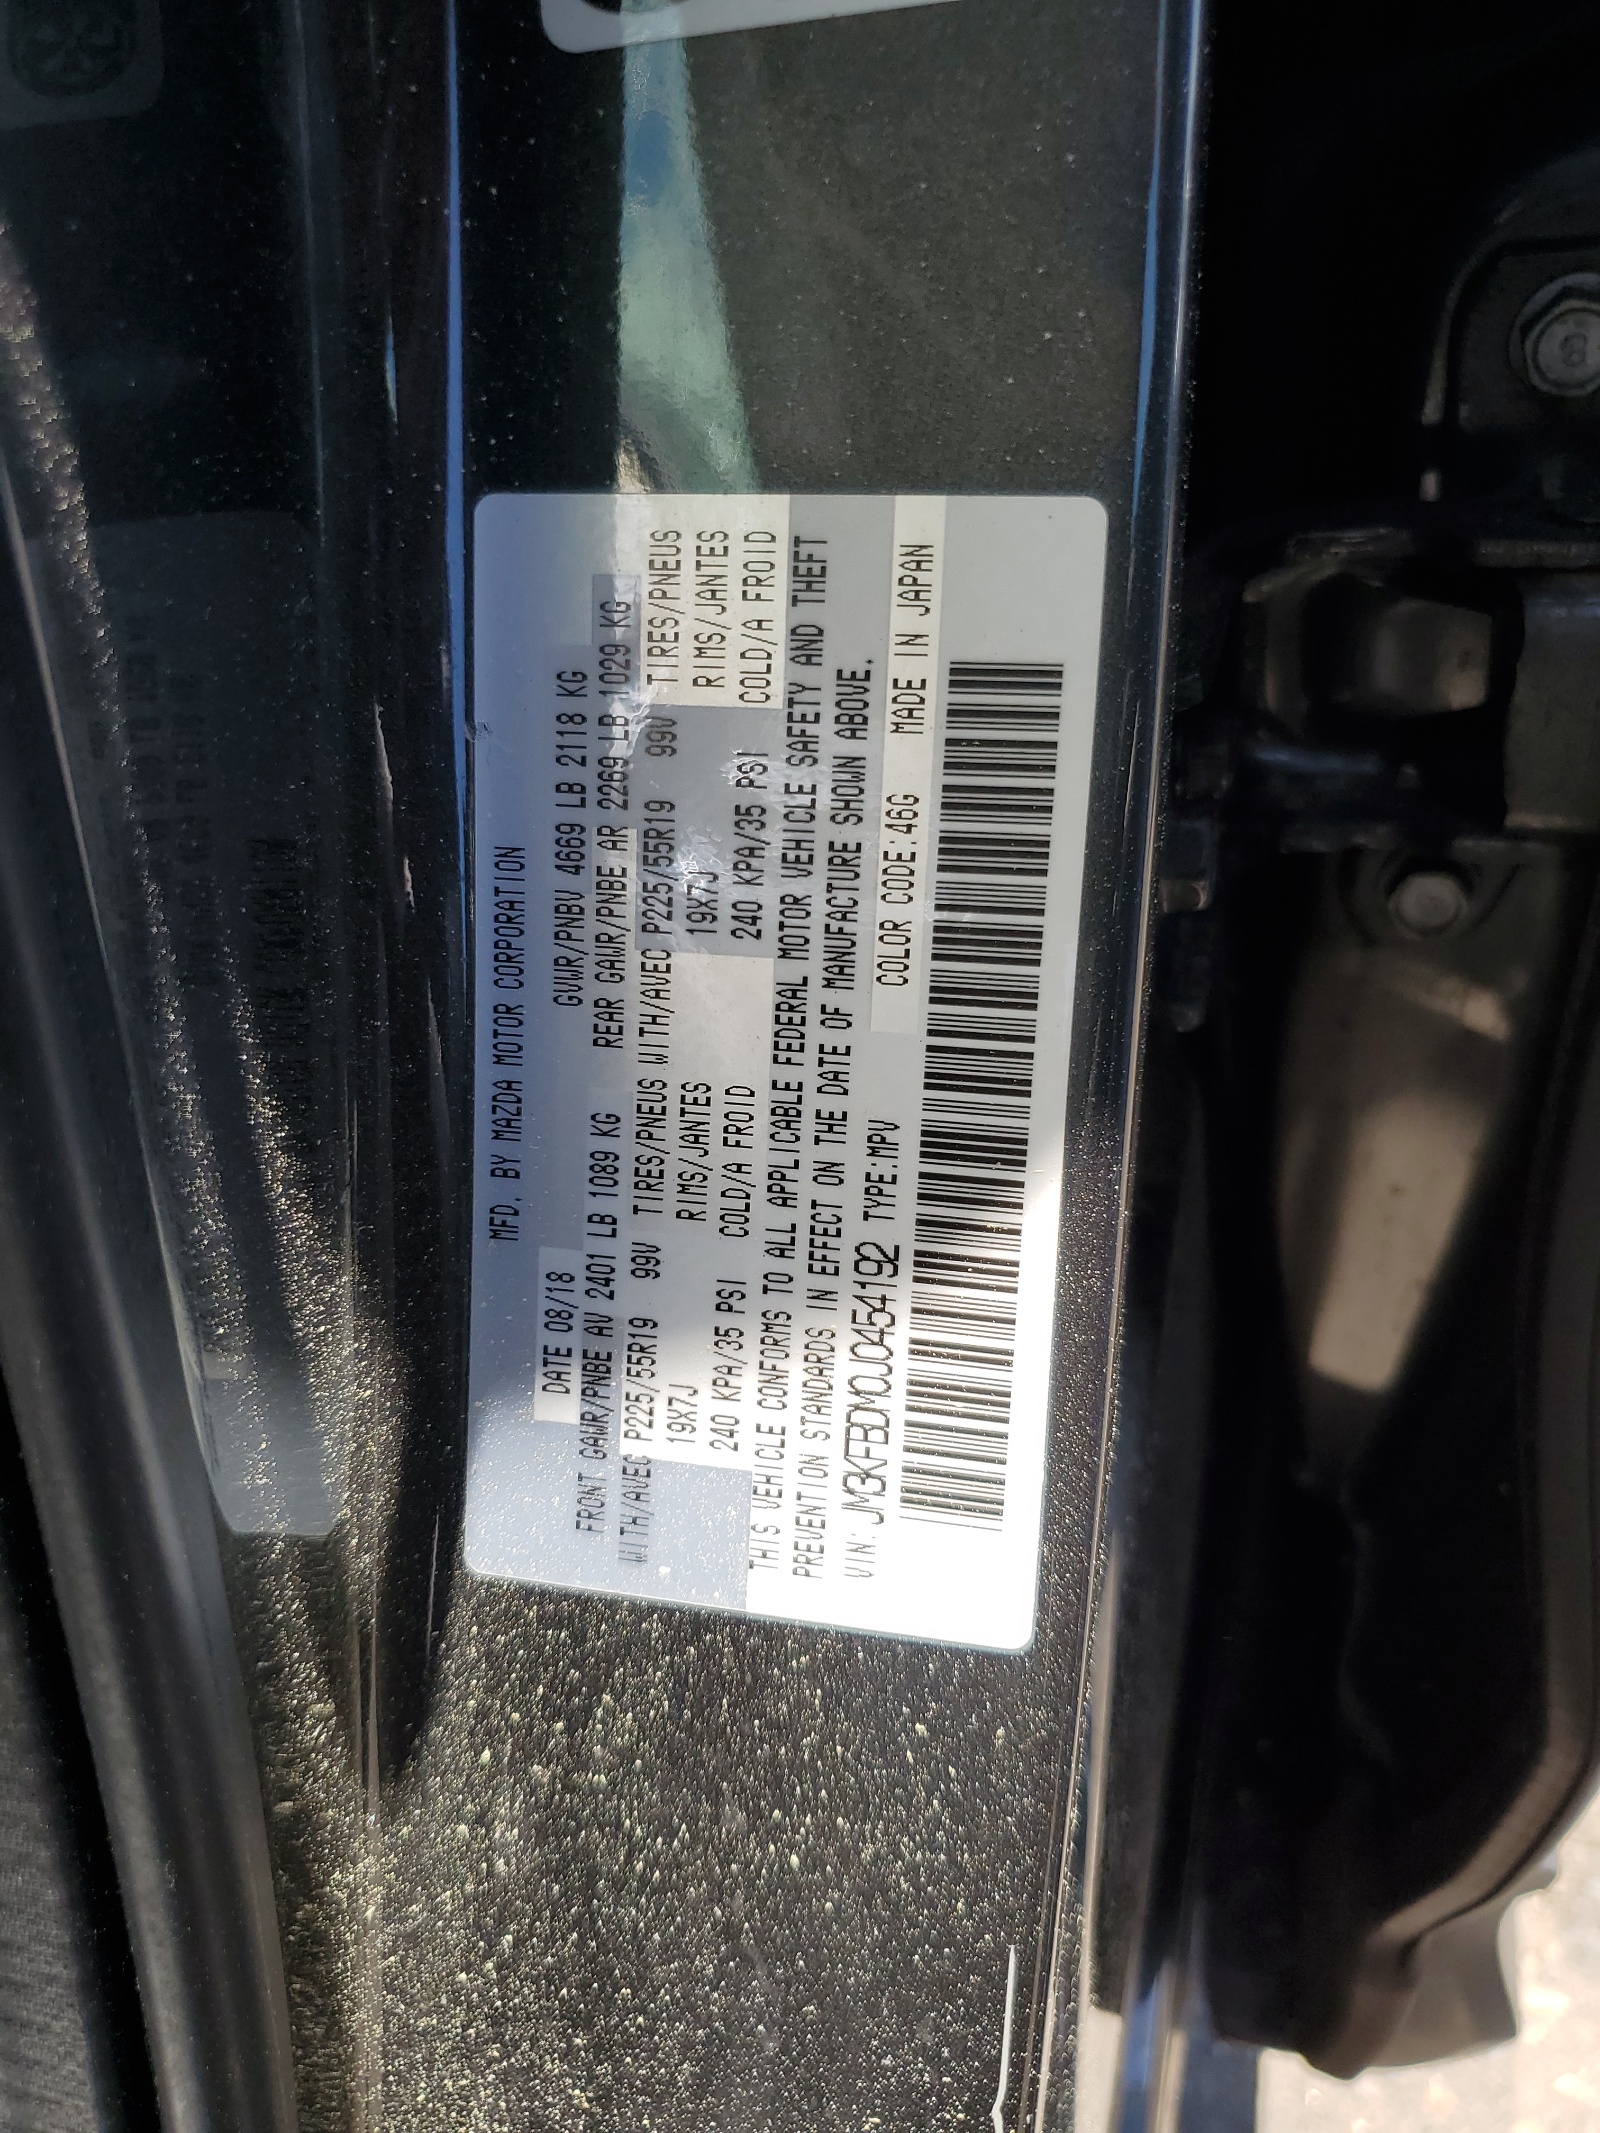 MFD. BY MAZDA MOTOR CORPORATION
DATE 08/18 GVWR/PNBV 4669 LB 2118 KG
FRONT GAWR/PNBE AV 2401 LB 1089 KG REAR GAWR/PNBE AR 2269 LB 1029 KG
WITH/AVEC P225/55R19 99V TIRES/PNEUS WITH/AVEC P225/55R19 99V TIRES/PNEUS
19X7J RIMS/JANTES 19X7J RIMS/JANTES
240 KPA/35 PSI COLD/A FROID 240 KPA/35 PSI COLD/A FROID
THIS VEHICLE CONFORMS TO ALL APPLICABLE FEDERAL MOTOR VEHICLE SAFETY AND THEFT
PREVENTION STANDARDS IN EFFECT ON THE DATE OF MANUFACTURE SHOWN ABOVE.
VIN: JM3KFBDM0J0454192 TYPE:MPV COLOR CODE:46G MADE IN JAPAN
8